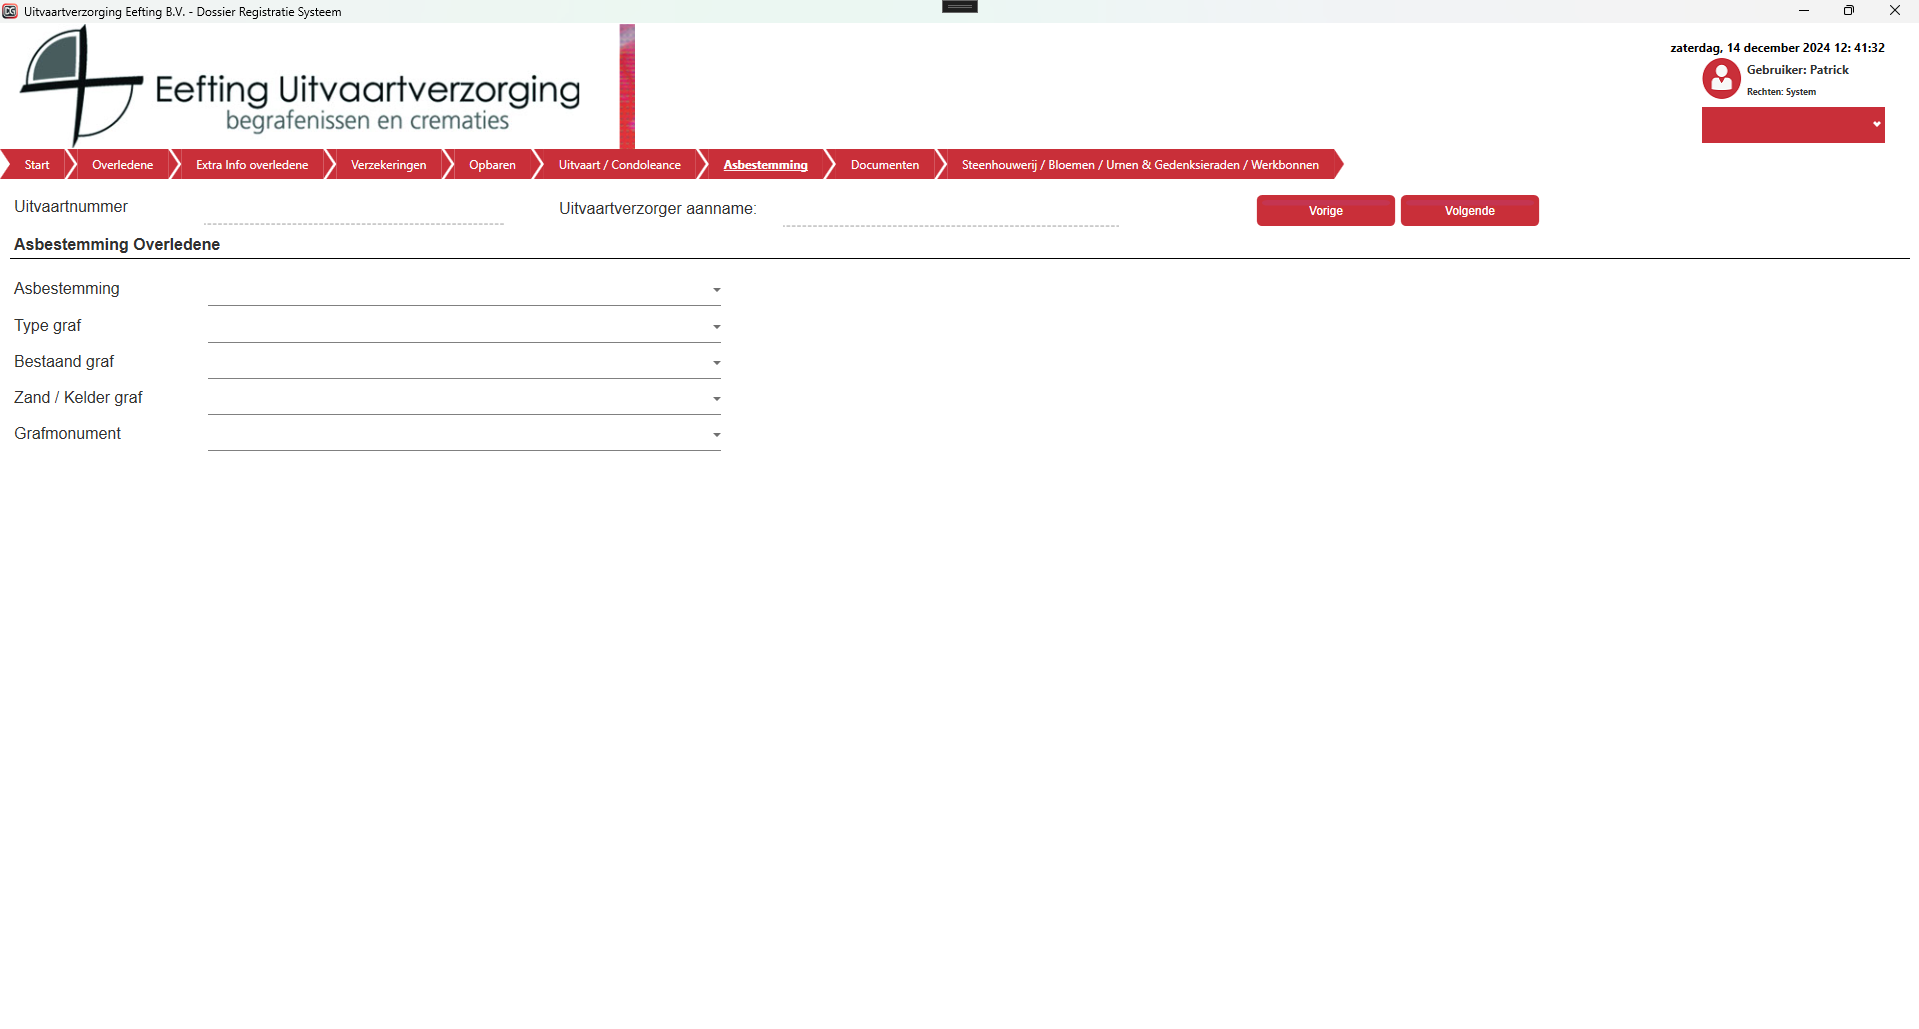 Uitvaartverzorging Eefting B.V. - Dossier Registratie Systeem
Eefting Uitvaartverzorging
begrafenissen en crematies
zaterdag, 14 december 2024 12: 41:32
Gebruiker: Patrick
Rechten: System
Start Overledene Extra Info overledene Verzekeringen Opbaren Uitvaart / Condoleance Asbestemming Documenten Steenhouwerij / Bloemen / Urnen & Gedenksieraden / Werkbonnen
Uitvaartnummer Uitvaartverzorger aanname: Vorige Volgende
Asbestemming Overledene
Asbestemming
Type graf
Bestaand graf
Zand / Kelder graf
Grafmonument